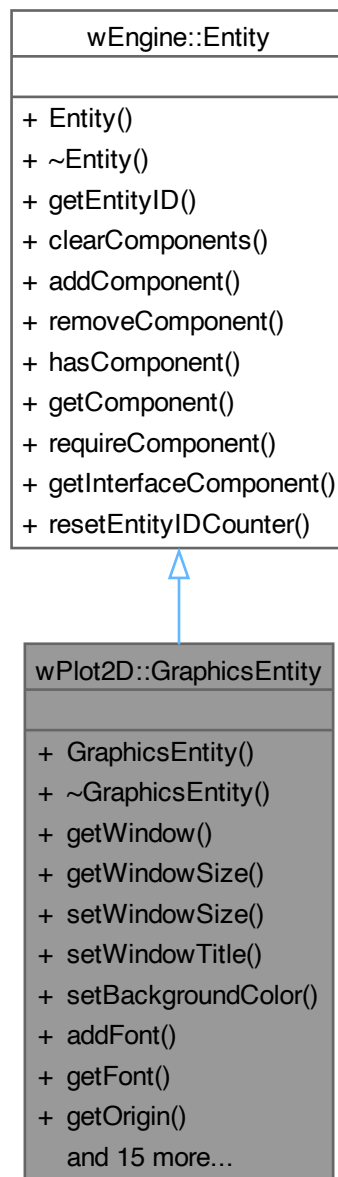 wEngine::Entity
+ Entity()
+ ~Entity()
+ getEntityID()
+ clearComponents()
+ addComponent()
+ removeComponent()
+ hasComponent()
+ getComponent()
+ requireComponent()
+ getInterfaceComponent()
+ resetEntityIDCounter()
wPlot2D::GraphicsEntity
+ GraphicsEntity()
+ ~GraphicsEntity()
+ getWindow()
+ getWindowSize()
+ setWindowSize()
+ setWindowTitle()
+ setBackgroundColor()
+ addFont()
+ getFont()
+ getOrigin()
and 15 more...